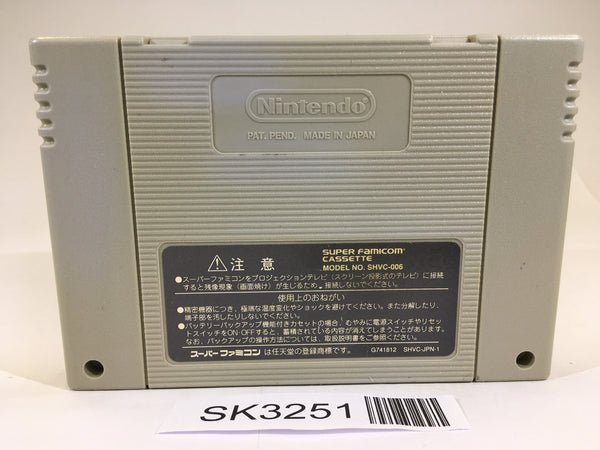 Nintendo
PAT. PEND. MADE IN JAPAN
注意
SUPER FAMICOM
CASSETTE
MODEL NO. SHVC-006
●スーパーファミコンをプロジェクションテレビ(スクリーン投影式のテレビ)に接続
すると残像現象(画面焼け)が生じるため、接続しないでください。
使用上のおねがい
●精密機器につき、極端な温度変化やショックを避けてください。また分解したり、
端子部を汚したりしないでください。
●バッテリーバックアップ機能付きカセットの場合、むやみに電源スイッチやリセッ
トスイッチをON OFFすると、蓄積されている内容が消えてしまうことがあります。
なお、バックアップの操作方法については、取扱説明書をご参照ください。
スーパーファミコン は任天堂の登録商標です。
G741812 SHVC-JPN-1
SK3251